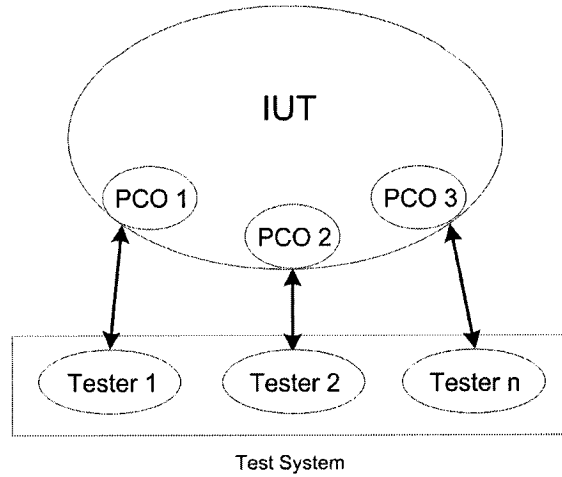 IUT
PCO 1
PCO 2
PCO 3
Tester 1
Tester 2
Tester n
Test System